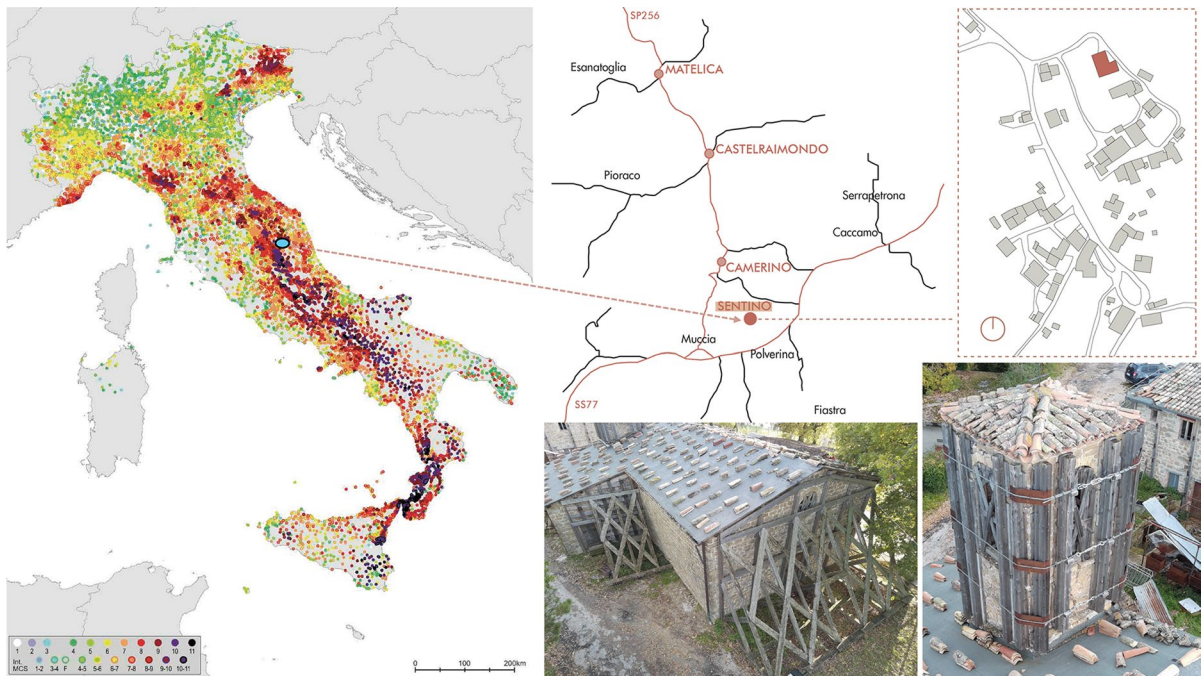 SP256
Esanatoglia
MATELICA
CASTELRAIMONDO
Pioraco
Serrapetrona
Caccamo
CAMERINO
SENTINO
Muccia
Polverina
SS77
Fiastra
1 2 3 4 5 6 7 8 9 10 11
Int. MCS 1-2 3-4 F 4-5 5-6 6-7 7-8 8-9 9-10 10-11
0 100 200km